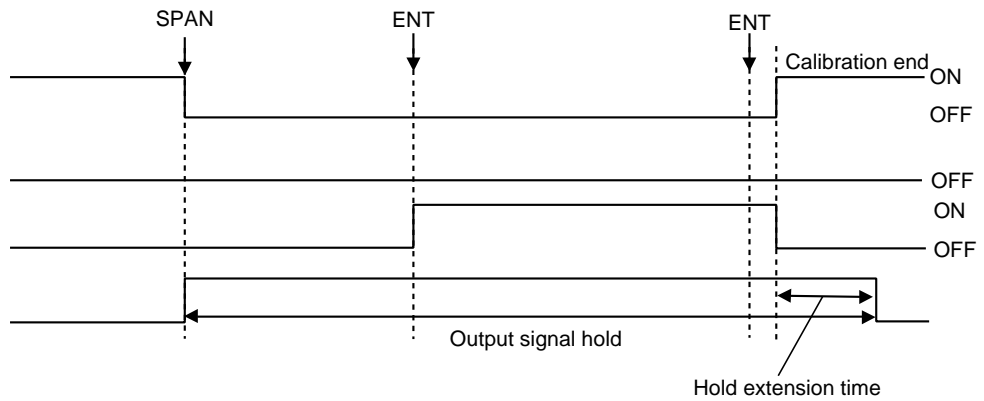 SPAN
ENT
ENT
Calibration end
ON
OFF
OFF
ON
OFF
Output signal hold
Hold extension time